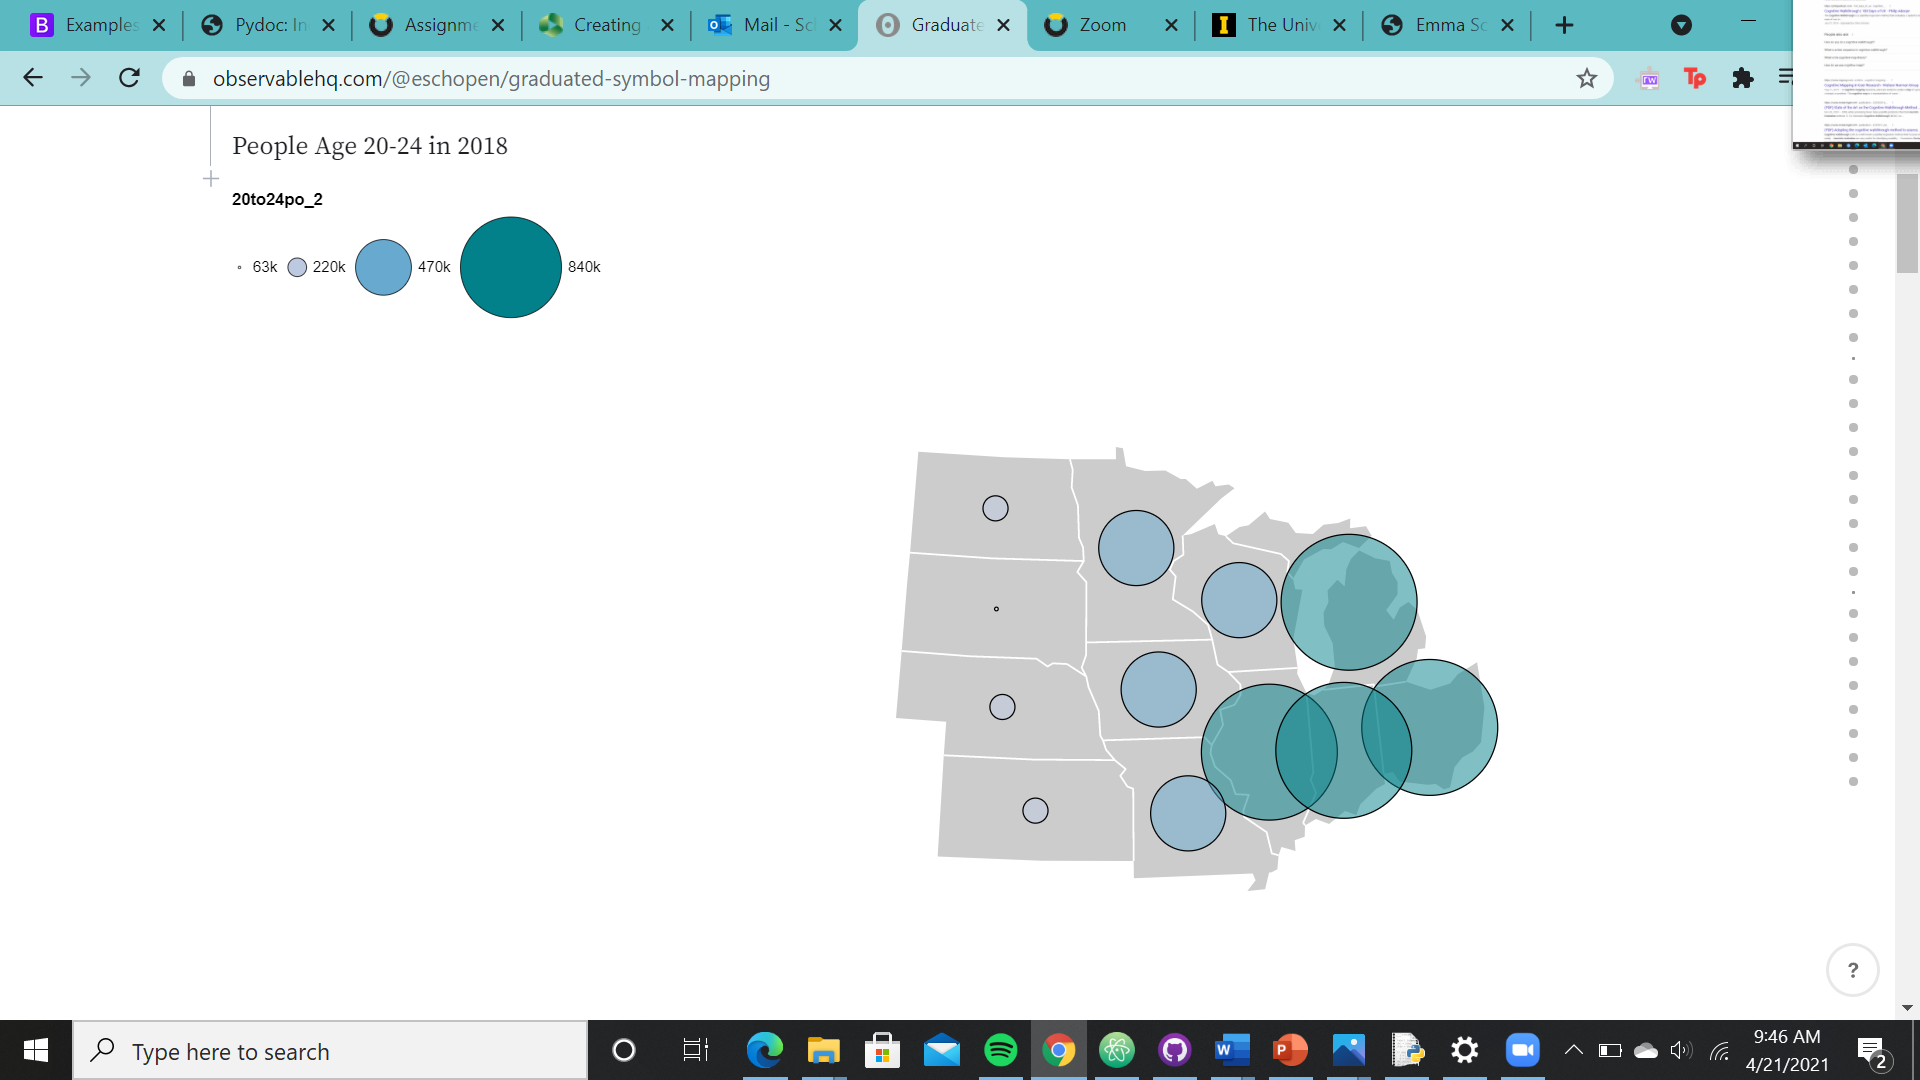 Examples
Pydoc: In
Assignme
Creating
Mail - Sc
Graduate
Zoom
The Univ
Emma Sc
observablehq.com/@eschopen/graduated-symbol-mapping
People Age 20-24 in 2018
20to24po_2
63k 220k 470k 840k
?
Type here to search
9:46 AM
4/21/2021
2